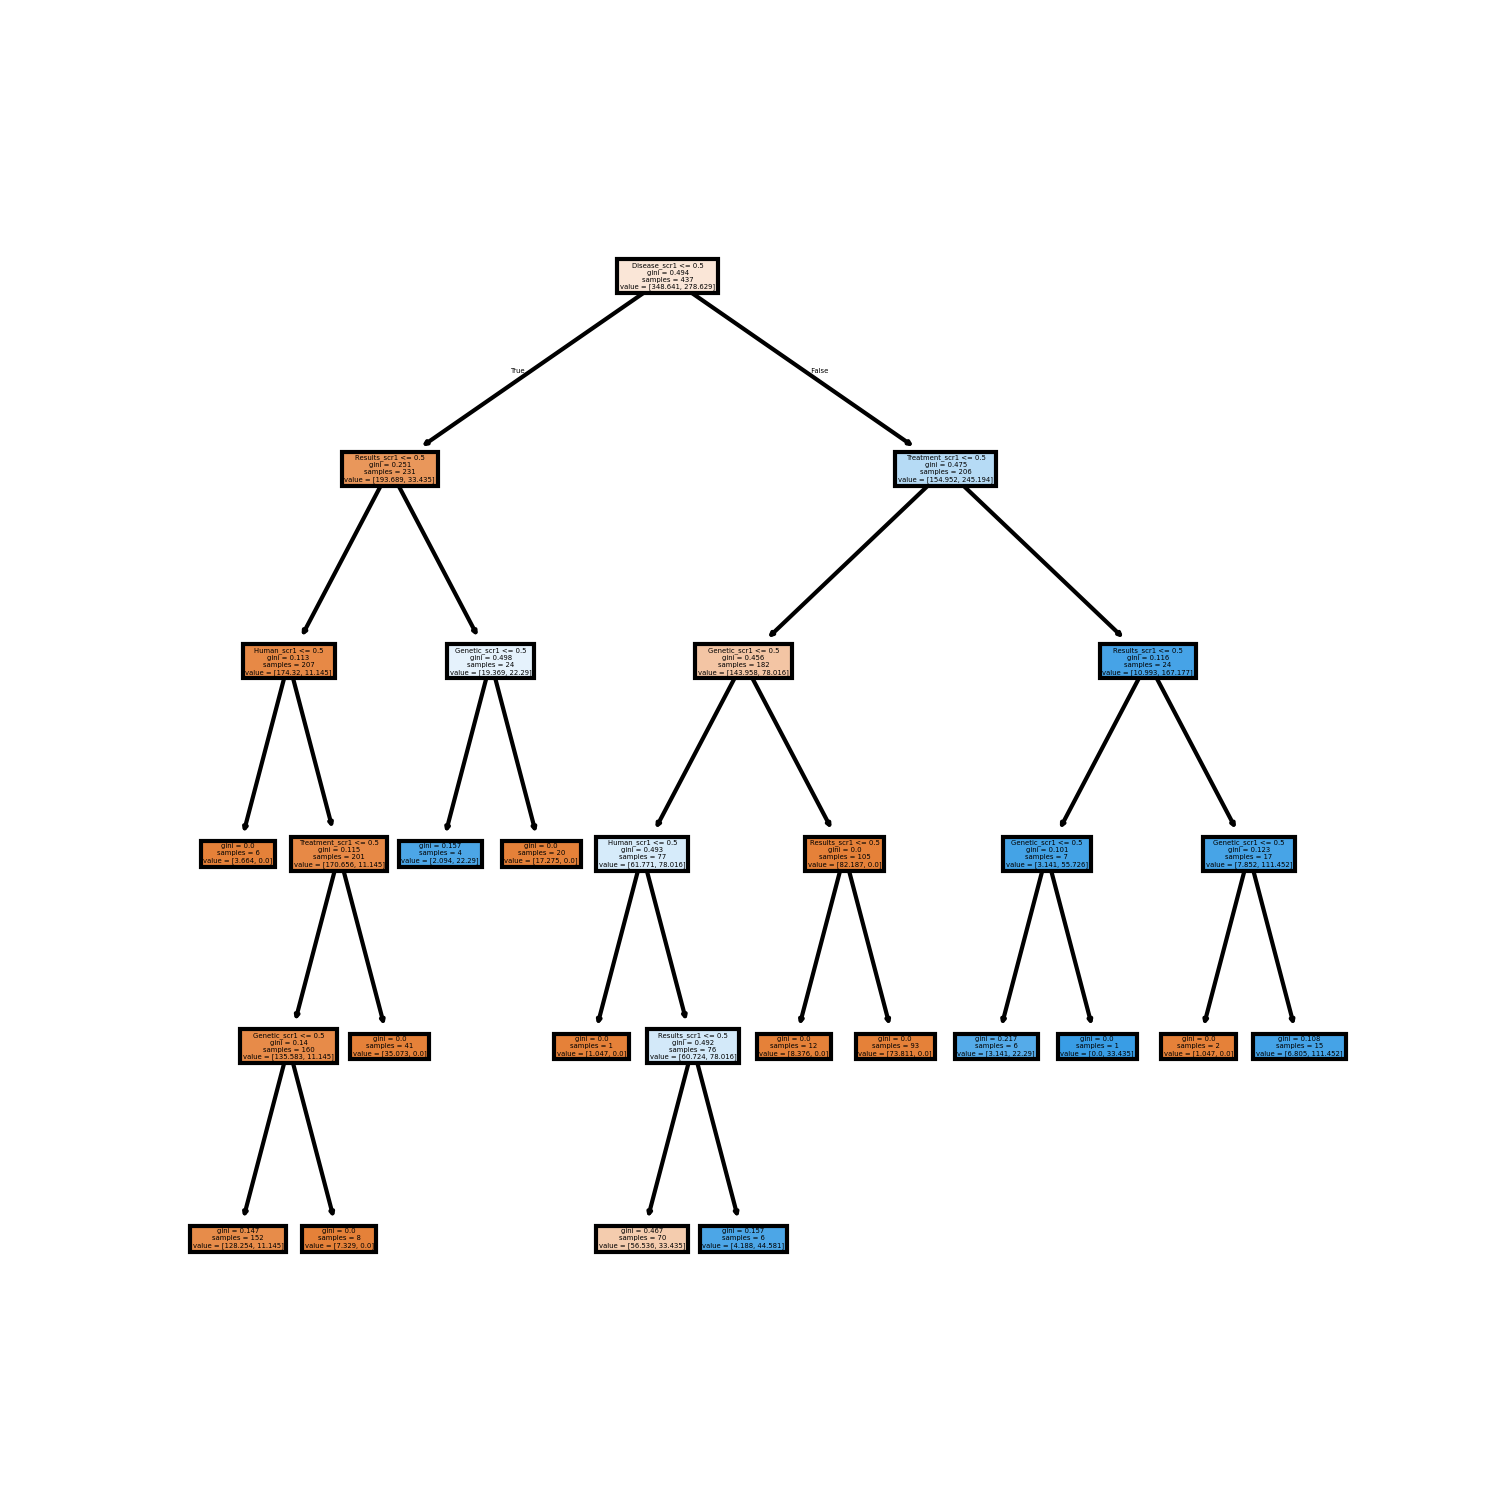 Disease_scr1 <= 0.5
gini = 0.494
samples = 437
value = [348.641, 278.629]
True
False
Results_scr1 <= 0.5
gini = 0.251
samples = 231
value = [193.689, 33.435]
Treatment_scr1 <= 0.5
gini = 0.475
samples = 206
value = [154.952, 245.194]
Human_scr1 <= 0.5
gini = 0.113
samples = 207
value = [174.32, 11.145]
Genetic_scr1 <= 0.5
gini = 0.498
samples = 24
value = [19.369, 22.29]
Genetic_scr1 <= 0.5
gini = 0.456
samples = 182
value = [143.958, 78.016]
Results_scr1 <= 0.5
gini = 0.116
samples = 24
value = [10.993, 167.177]
gini = 0.0
samples = 6
value = [3.664, 0.0]
Treatment_scr1 <= 0.5
gini = 0.115
samples = 201
value = [170.656, 11.145]
gini = 0.157
samples = 4
value = [2.094, 22.29]
gini = 0.0
samples = 20
value = [17.275, 0.0]
Human_scr1 <= 0.5
gini = 0.493
samples = 77
value = [61.771, 78.016]
Results_scr1 <= 0.5
gini = 0.0
samples = 105
value = [82.187, 0.0]
Genetic_scr1 <= 0.5
gini = 0.101
samples = 7
value = [3.141, 55.726]
Genetic_scr1 <= 0.5
gini = 0.123
samples = 17
value = [7.852, 111.452]
Genetic_scr1 <= 0.5
gini = 0.14
samples = 160
value = [135.583, 11.145]
gini = 0.0
samples = 41
value = [35.073, 0.0]
gini = 0.0
samples = 1
value = [1.047, 0.0]
Results_scr1 <= 0.5
gini = 0.492
samples = 76
value = [60.724, 78.016]
gini = 0.0
samples = 12
value = [8.376, 0.0]
gini = 0.0
samples = 93
value = [73.811, 0.0]
gini = 0.217
samples = 6
value = [3.141, 22.29]
gini = 0.0
samples = 1
value = [0.0, 33.435]
gini = 0.0
samples = 2
value = [1.047, 0.0]
gini = 0.108
samples = 15
value = [6.805, 111.452]
gini = 0.147
samples = 152
value = [128.254, 11.145]
gini = 0.0
samples = 8
value = [7.329, 0.0]
gini = 0.467
samples = 70
value = [56.536, 33.435]
gini = 0.157
samples = 6
value = [4.188, 44.581]